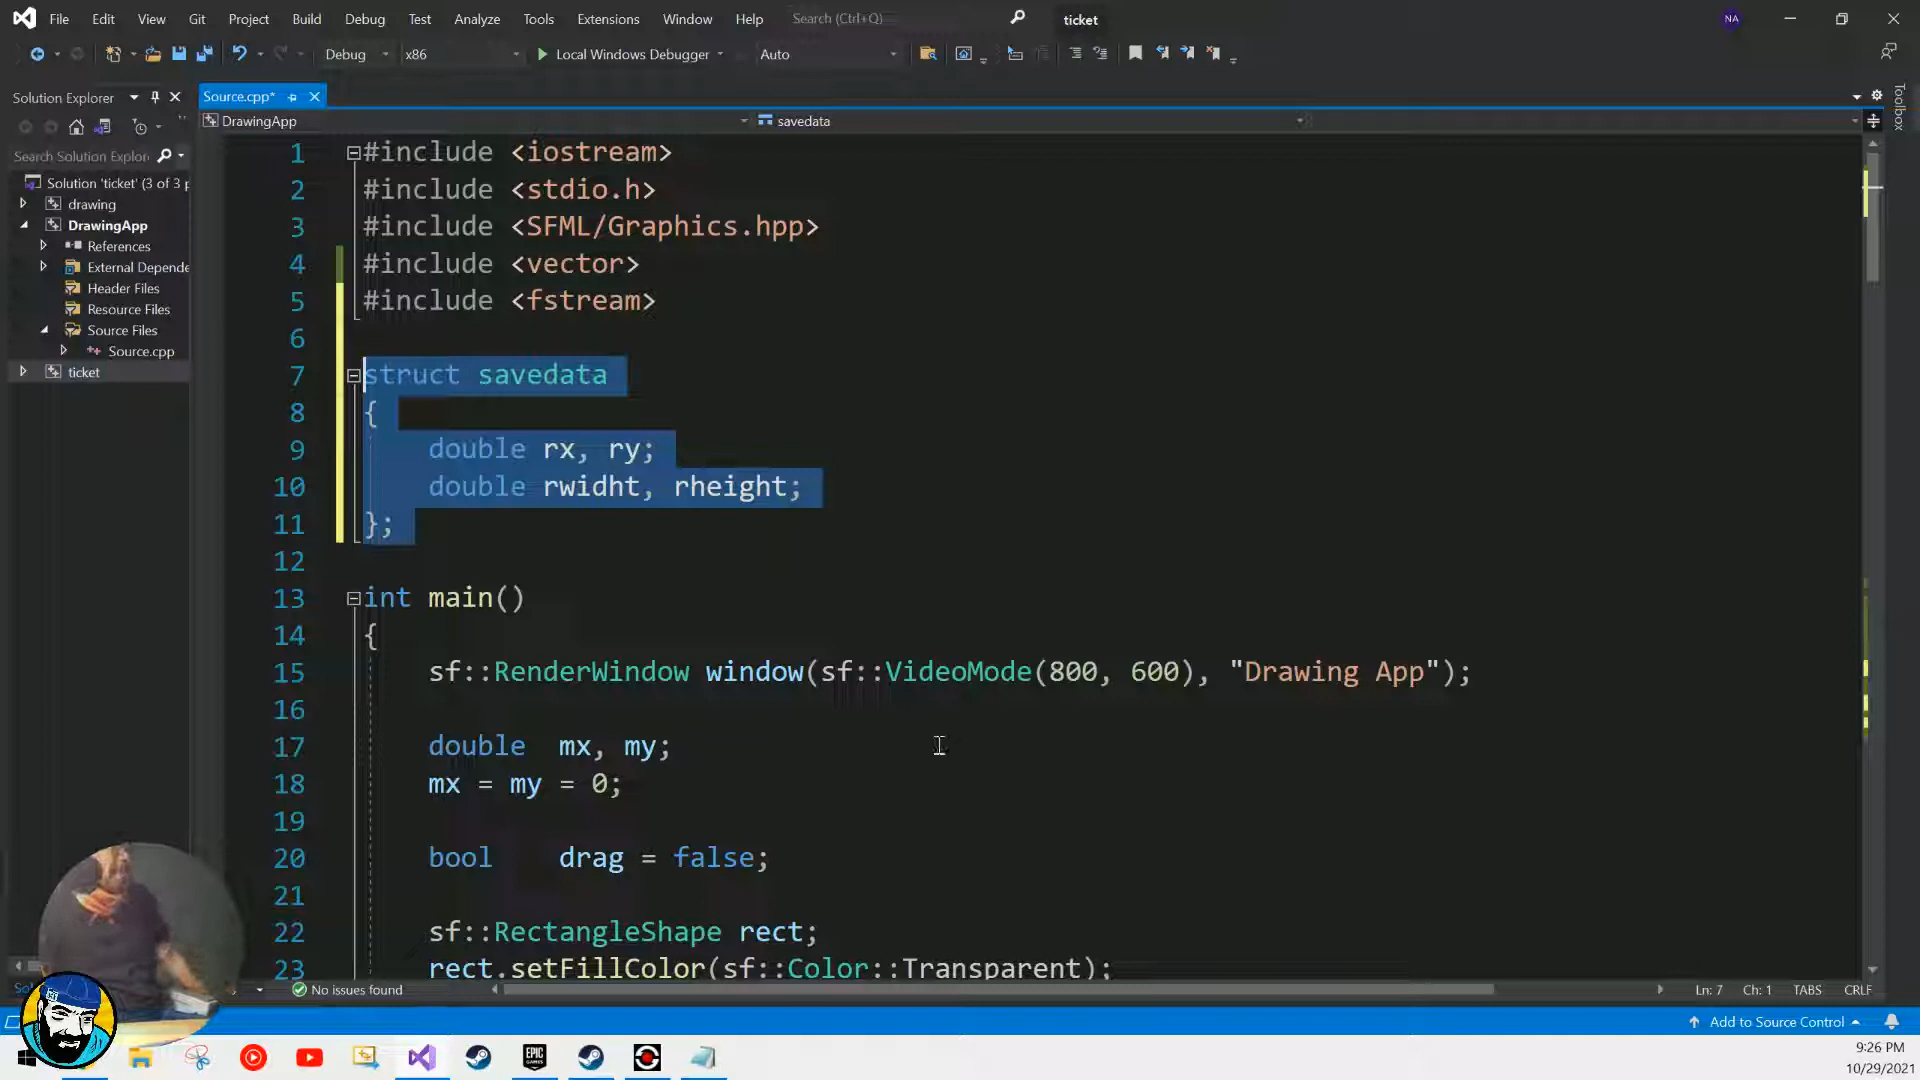 File Edit View Git Project Build Debug Test Analyze Tools Extensions Window Help Search (Ctrl+Q) ticket NA
Debug x86 Local Windows Debugger Auto
Solution Explorer
Source.cpp*
DrawingApp savedata
Toolbox
Search Solution Explor
Solution 'ticket' (3 of 3 p
drawing
DrawingApp
References
External Depende
Header Files
Resource Files
Source Files
Source.cpp
ticket
1 #include <iostream>
2 #include <stdio.h>
3 #include <SFML/Graphics.hpp>
4 #include <vector>
5 #include <fstream>
6
7 struct savedata
8 {
9 double rx, ry;
10 double rwidht, rheight;
11 };
12
13 int main()
14 {
15 sf::RenderWindow window(sf::VideoMode(800, 600), "Drawing App");
16
17 double mx, my;
18 mx = my = 0;
19
20 bool drag = false;
21
22 sf::RectangleShape rect;
23 rect.setFillColor(sf::Color::Transparent);
No issues found Ln: 7 Ch: 1 TABS CRLF
Add to Source Control
EPIC GAMES
9:26 PM
10/29/2021